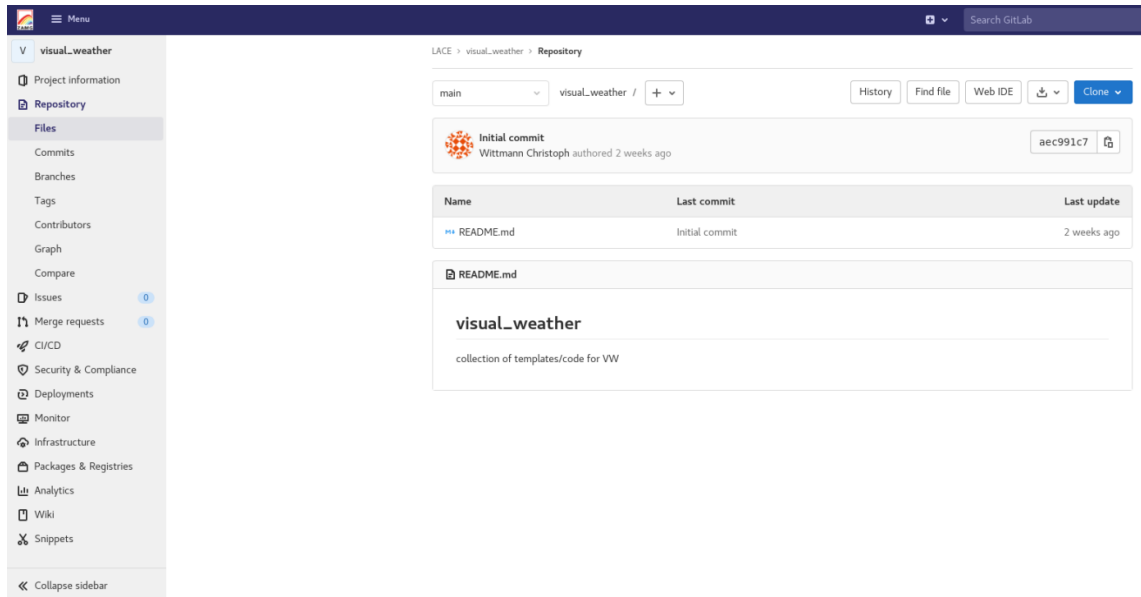 Menu
Search GitLab
V visual_weather
Project information
Repository
Files
Commits
Branches
Tags
Contributors
Graph
Compare
Issues 0
Merge requests 0
CI/CD
Security & Compliance
Deployments
Monitor
Infrastructure
Packages & Registries
Analytics
Wiki
Snippets
Collapse sidebar
LACE > visual_weather > Repository
main visual_weather / + History Find file Web IDE Clone
Initial commit
Wittmann Christoph authored 2 weeks ago
aec991c7
Name Last commit Last update
README.md Initial commit 2 weeks ago
README.md
visual_weather
collection of templates/code for VW